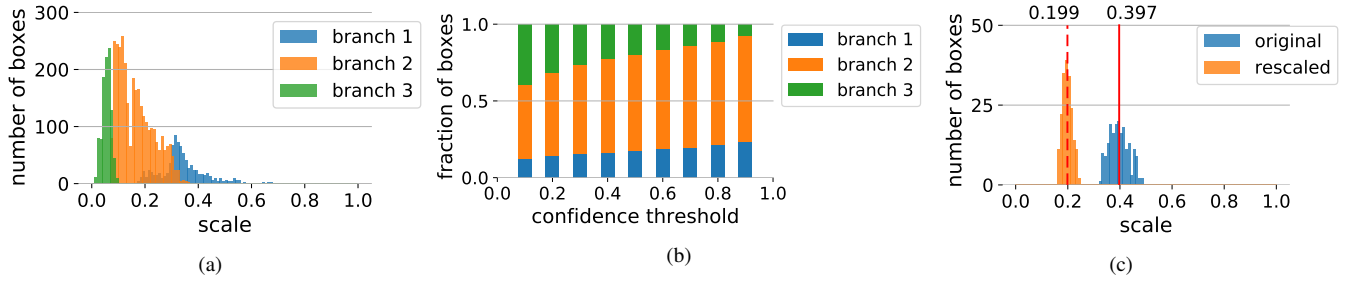 number of boxes
300
200
100
0
0.0 0.2 0.4 0.6 0.8 1.0
scale
branch 1
branch 2
branch 3
(a)
fraction of boxes
1.0
0.5
0.0
0.0 0.2 0.4 0.6 0.8 1.0
confidence threshold
branch 1
branch 2
branch 3
(b)
0.199 0.397
number of boxes
50
25
0
0.0 0.2 0.4 0.6 0.8 1.0
scale
original
rescaled
(c)